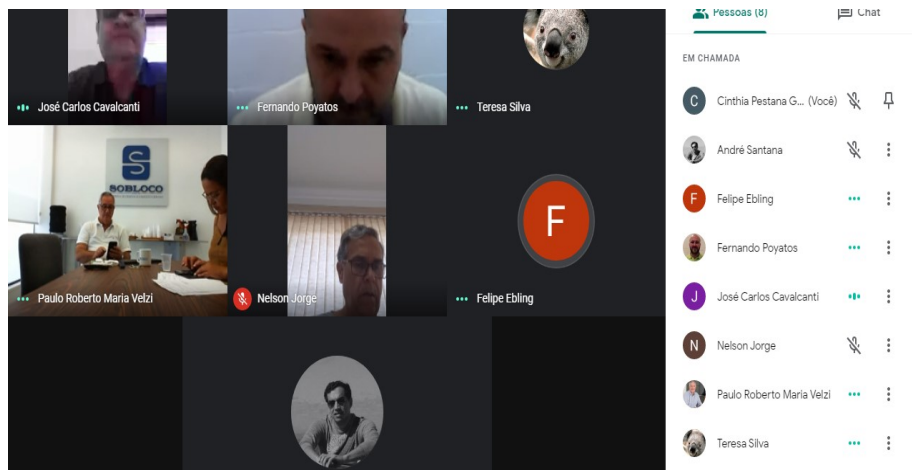 Pessoas (8)
Chat
EM CHAMADA
José Carlos Cavalcanti
Fernando Poyatos
Teresa Silva
S
SOBLOCO
Paulo Roberto Maria Velzi
Nelson Jorge
F
Felipe Ebling
C
Cinthia Pestana G... (Você)
André Santana
F
Felipe Ebling
Fernando Poyatos
J
José Carlos Cavalcanti
N
Nelson Jorge
Paulo Roberto Maria Velzi
Teresa Silva